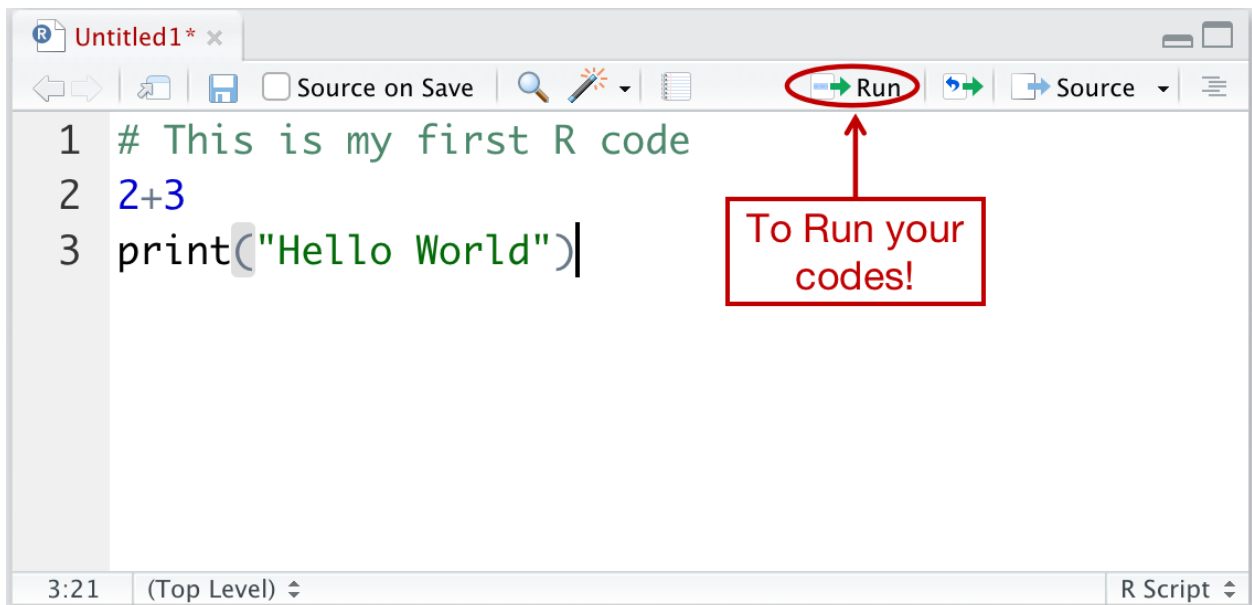 R Untitled1* ×
Source on Save Run Source
1 # This is my first R code
2 2+3
3 print("Hello World")
To Run your
codes!
3:21 (Top Level) R Script